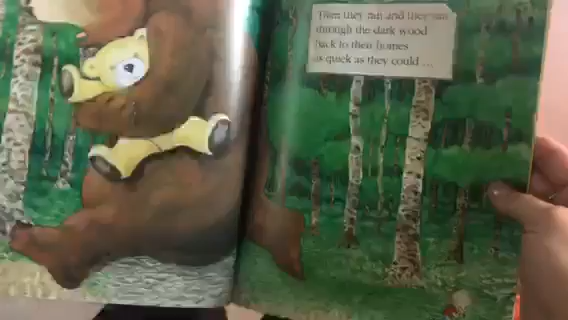 Then they ran and they ran
through the dark wood
back to their homes
as quick as they could ...